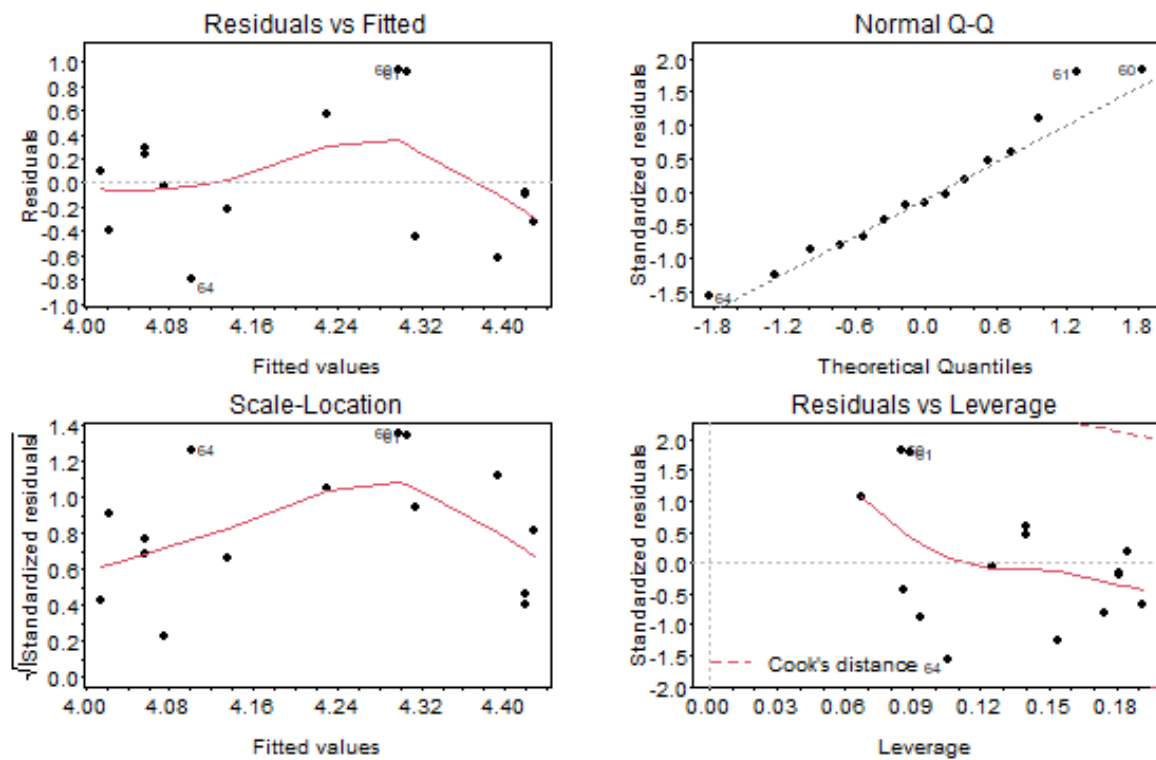 Residuals vs Fitted
Residuals
1.0
0.8
0.6
0.4
0.2
0.0
-0.2
-0.4
-0.6
-0.8
-1.0
60
61
64
4.00 4.08 4.16 4.24 4.32 4.40
Fitted values
Normal Q-Q
Standardized residuals
2.0
1.5
1.0
0.5
0.0
-0.5
-1.0
-1.5
61
60
64
-1.8 -1.2 -0.6 0.0 0.6 1.2 1.8
Theoretical Quantiles
Scale-Location
√|Standardized residuals|
1.4
1.2
1.0
0.8
0.6
0.4
0.2
0.0
64
60
61
4.00 4.08 4.16 4.24 4.32 4.40
Fitted values
Residuals vs Leverage
Standardized residuals
2.0
1.5
1.0
0.5
0.0
-0.5
-1.0
-1.5
-2.0
61
Cook's distance
64
0.00 0.03 0.06 0.09 0.12 0.15 0.18
Leverage